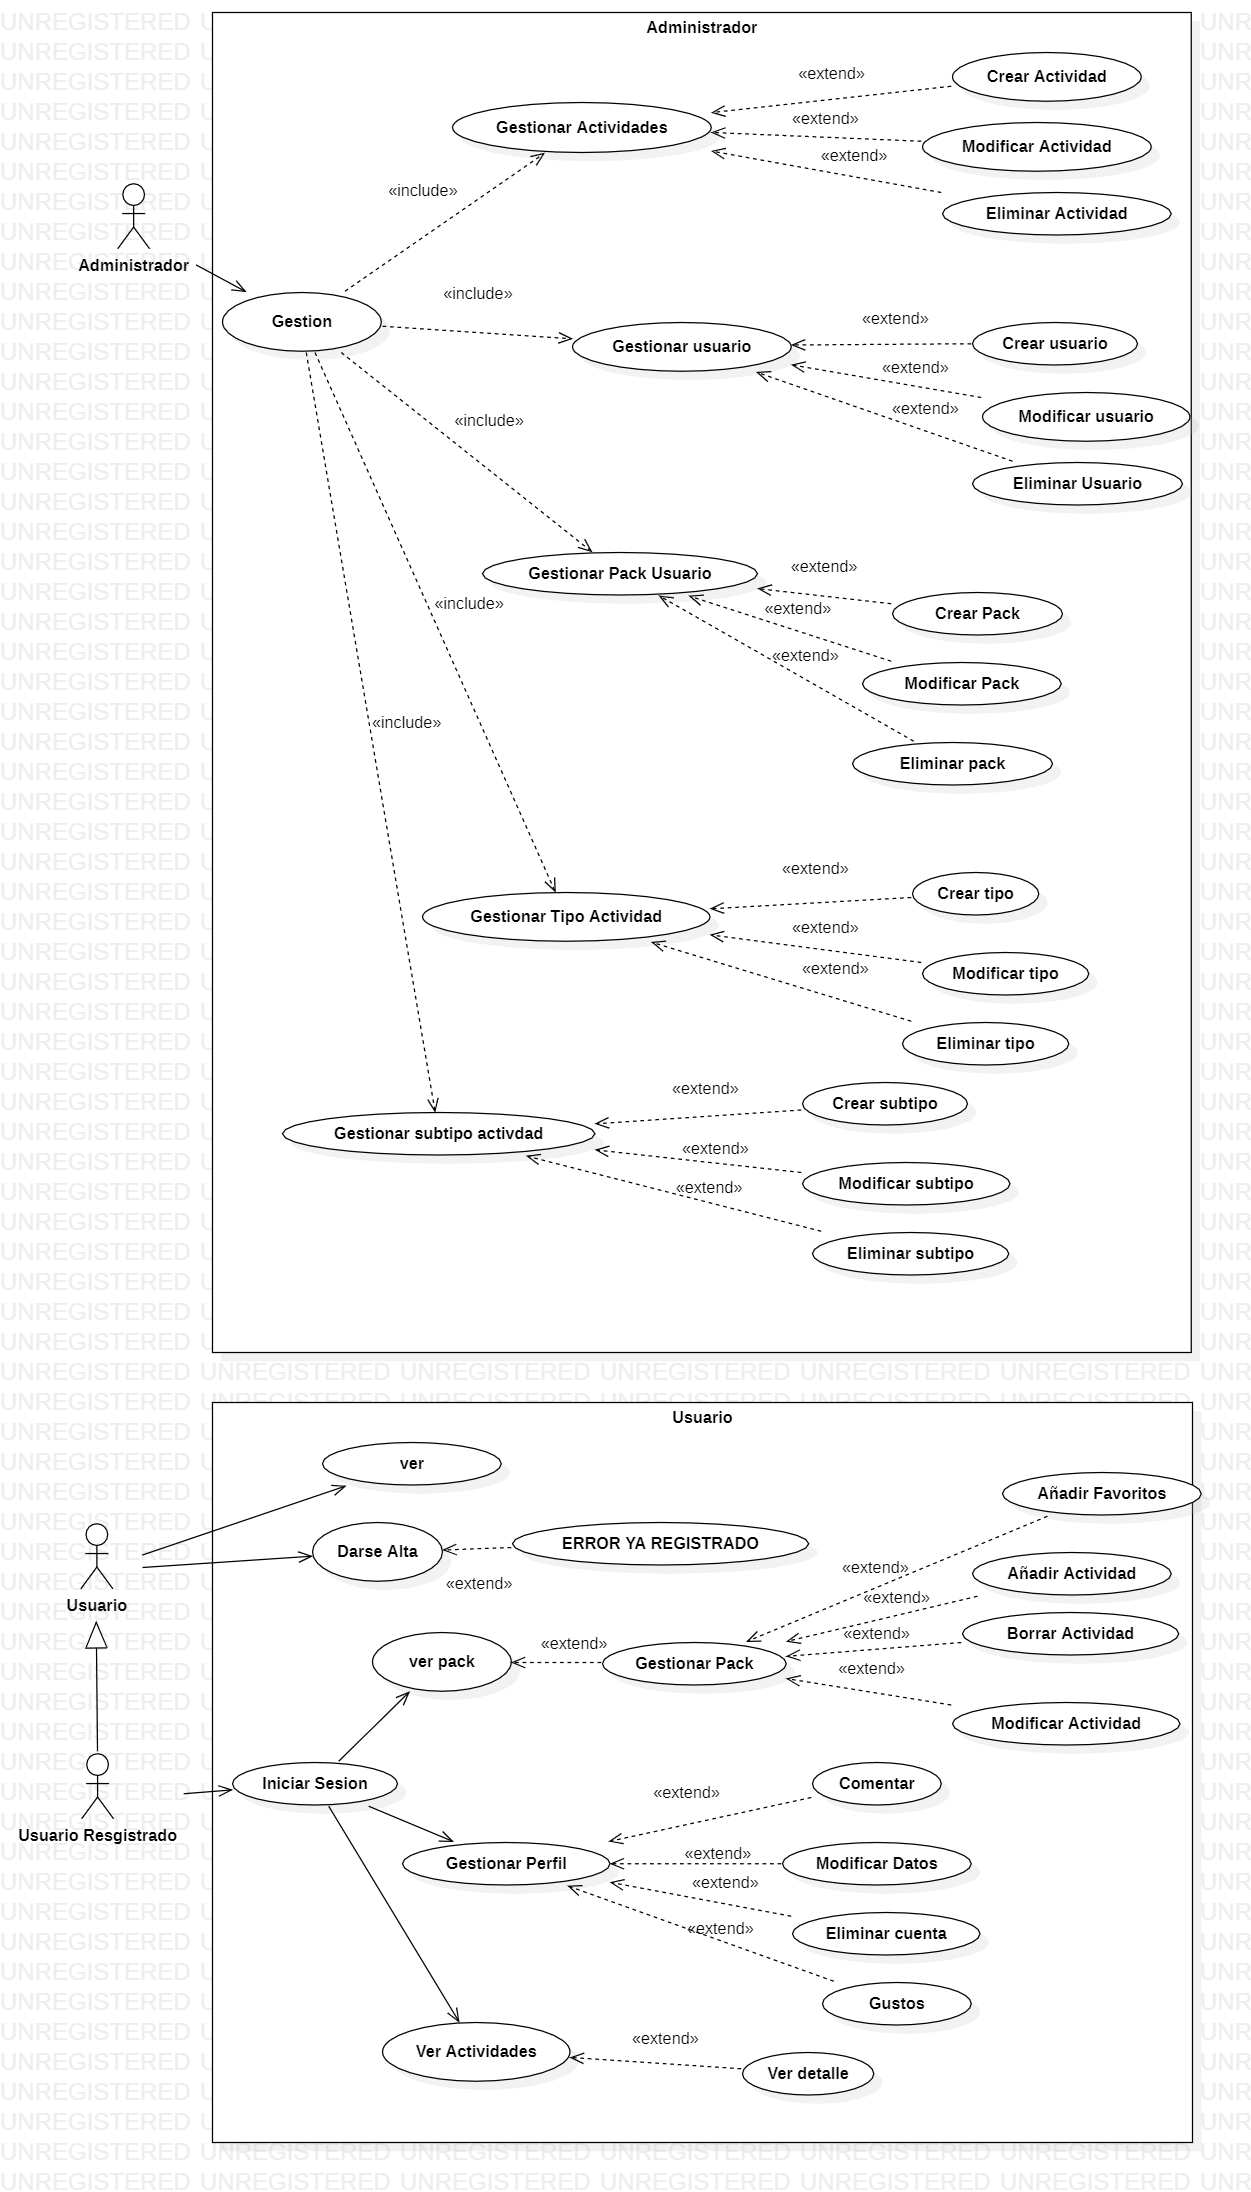 Administrador
«extend»
Crear Actividad
Gestionar Actividades
«extend»
Modificar Actividad
«extend»
«include»
Eliminar Actividad
Administrador
«include»
Gestion
«extend»
Gestionar usuario
Crear usuario
«extend»
«extend»
Modificar usuario
«include»
Eliminar Usuario
Gestionar Pack Usuario
«extend»
«include»
«extend»
Crear Pack
«extend»
Modificar Pack
«include»
Eliminar pack
«extend»
Crear tipo
Gestionar Tipo Actividad
«extend»
«extend»
Modificar tipo
Eliminar tipo
«extend»
Crear subtipo
Gestionar subtipo activdad
«extend»
Modificar subtipo
«extend»
Eliminar subtipo
Usuario
ver
Añadir Favoritos
Darse Alta
ERROR YA REGISTRADO
«extend»
«extend»
Añadir Actividad
Usuario
«extend»
«extend»
Borrar Actividad
«extend»
ver pack
Gestionar Pack
«extend»
Modificar Actividad
Iniciar Sesion
«extend»
Comentar
Usuario Resgistrado
Gestionar Perfil
«extend»
Modificar Datos
«extend»
«extend»
Eliminar cuenta
Gustos
«extend»
Ver Actividades
Ver detalle
UNREGISTERED